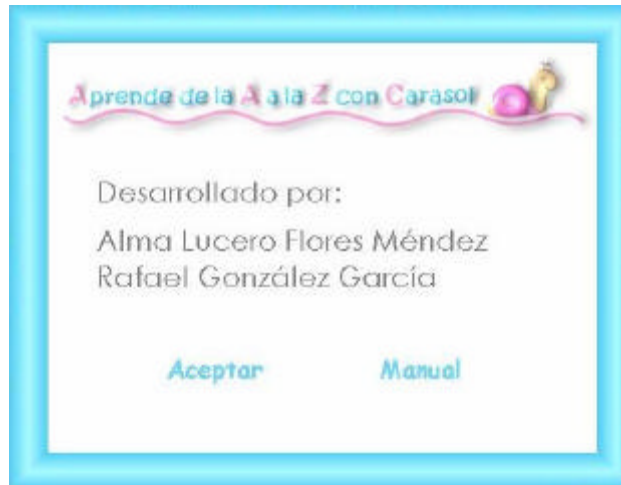 Aprende de la A a la Z con Carasol
Desarrollado por:
Alma Lucero Flores Méndez
Rafael González García
Aceptar Manual